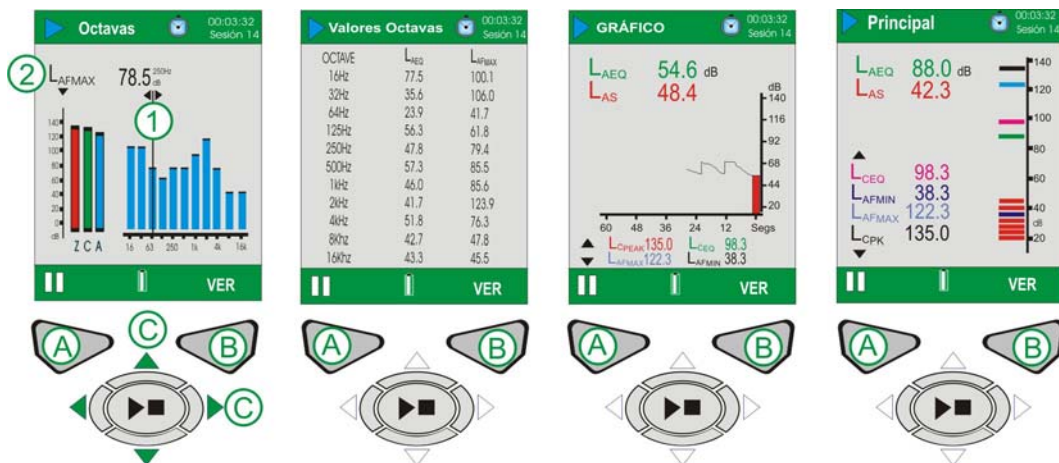 Octavas
00:03:32
Sesión 14
2
LAFMAX 78.5 250Hz dB
1
140
120
100
80
60
40
20
0
dB
Z C A
16 63 250 1k 4k 16k
VER
A
C
B
C
Valores Octavas
00:03:32
Sesión 14
OCTAVE LAEQ LAFMAX
16Hz 77.5 100.1
32Hz 35.6 106.0
64Hz 23.9 41.7
125Hz 56.3 61.8
250Hz 47.8 79.4
500Hz 57.3 85.5
1kHz 46.0 85.6
2kHz 41.7 123.9
4kHz 51.8 76.3
8Khz 42.7 47.8
16Khz 43.3 45.5
VER
A
B
GRÁFICO
00:03:32
Sesión 14
LAEQ 54.6 dB
LAS 48.4
dB
140
116
92
68
44
20
60 48 36 24 12 Segs
LCPEAK 135.0 LCEQ 98.3
LAFMAX 122.3 LAFMIN 38.3
VER
A
B
Principal
00:03:32
Sesión 14
LAEQ 88.0 dB
LAS 42.3
140
120
100
80
60
40
dB
20
LCEQ 98.3
LAFMIN 38.3
LAFMAX 122.3
LCPK 135.0
VER
A
B